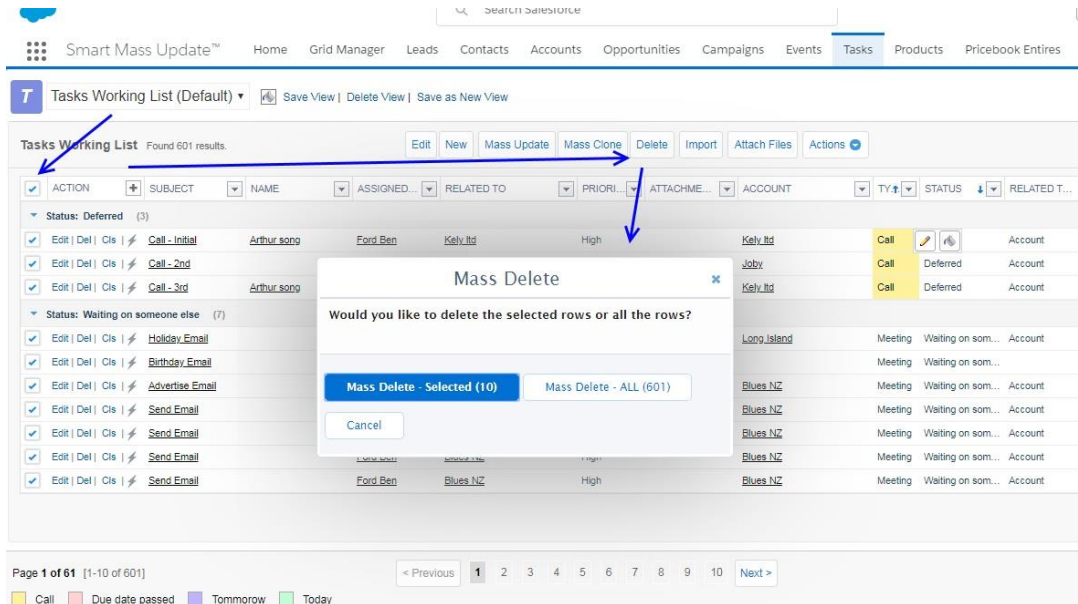 Search Salesforce
Smart Mass Update™ Home Grid Manager Leads Contacts Accounts Opportunities Campaigns Events Tasks Products Pricebook Entires
T Tasks Working List (Default) Save View | Delete View | Save as New View
Tasks Working List Found 601 results. Edit New Mass Update Mass Clone Delete Import Attach Files Actions
ACTION SUBJECT NAME ASSIGNED... RELATED TO PRIORI... ATTACHME... ACCOUNT TY... STATUS RELATED T...
Status: Deferred (3)
Edit | Del | Cls | Call - Initial Arthur song Ford Ben Kely ltd High Kely ltd Call Account
Edit | Del | Cls | Call - 2nd Joby Call Deferred Account
Edit | Del | Cls | Call - 3rd Arthur song Kely ltd Call Deferred Account
Mass Delete
Would you like to delete the selected rows or all the rows?
Mass Delete - Selected (10) Mass Delete - ALL (601)
Cancel
Status: Waiting on someone else (7)
Edit | Del | Cls | Holiday Email Long Island Meeting Waiting on som... Account
Edit | Del | Cls | Birthday Email Meeting Waiting on som...
Edit | Del | Cls | Advertise Email Blues NZ Meeting Waiting on som... Account
Edit | Del | Cls | Send Email Blues NZ Meeting Waiting on som... Account
Edit | Del | Cls | Send Email Blues NZ Meeting Waiting on som... Account
Edit | Del | Cls | Send Email Ford Ben Blues NZ High Blues NZ Meeting Waiting on som... Account
Edit | Del | Cls | Send Email Ford Ben Blues NZ High Blues NZ Meeting Waiting on som... Account
Page 1 of 61 [1-10 of 601] < Previous 1 2 3 4 5 6 7 8 9 10 Next >
Call Due date passed Tommorow Today